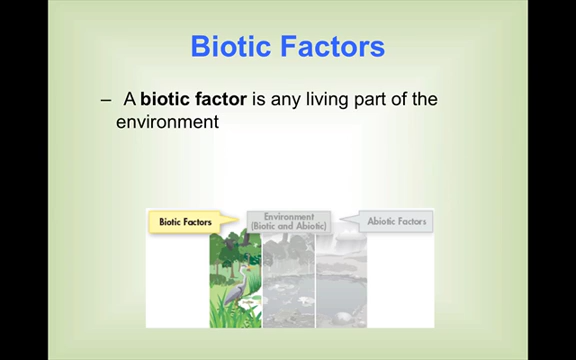 Biotic Factors
– A biotic factor is any living part of the
environment
Biotic Factors
Environment
(Biotic and Abiotic)
Abiotic Factors